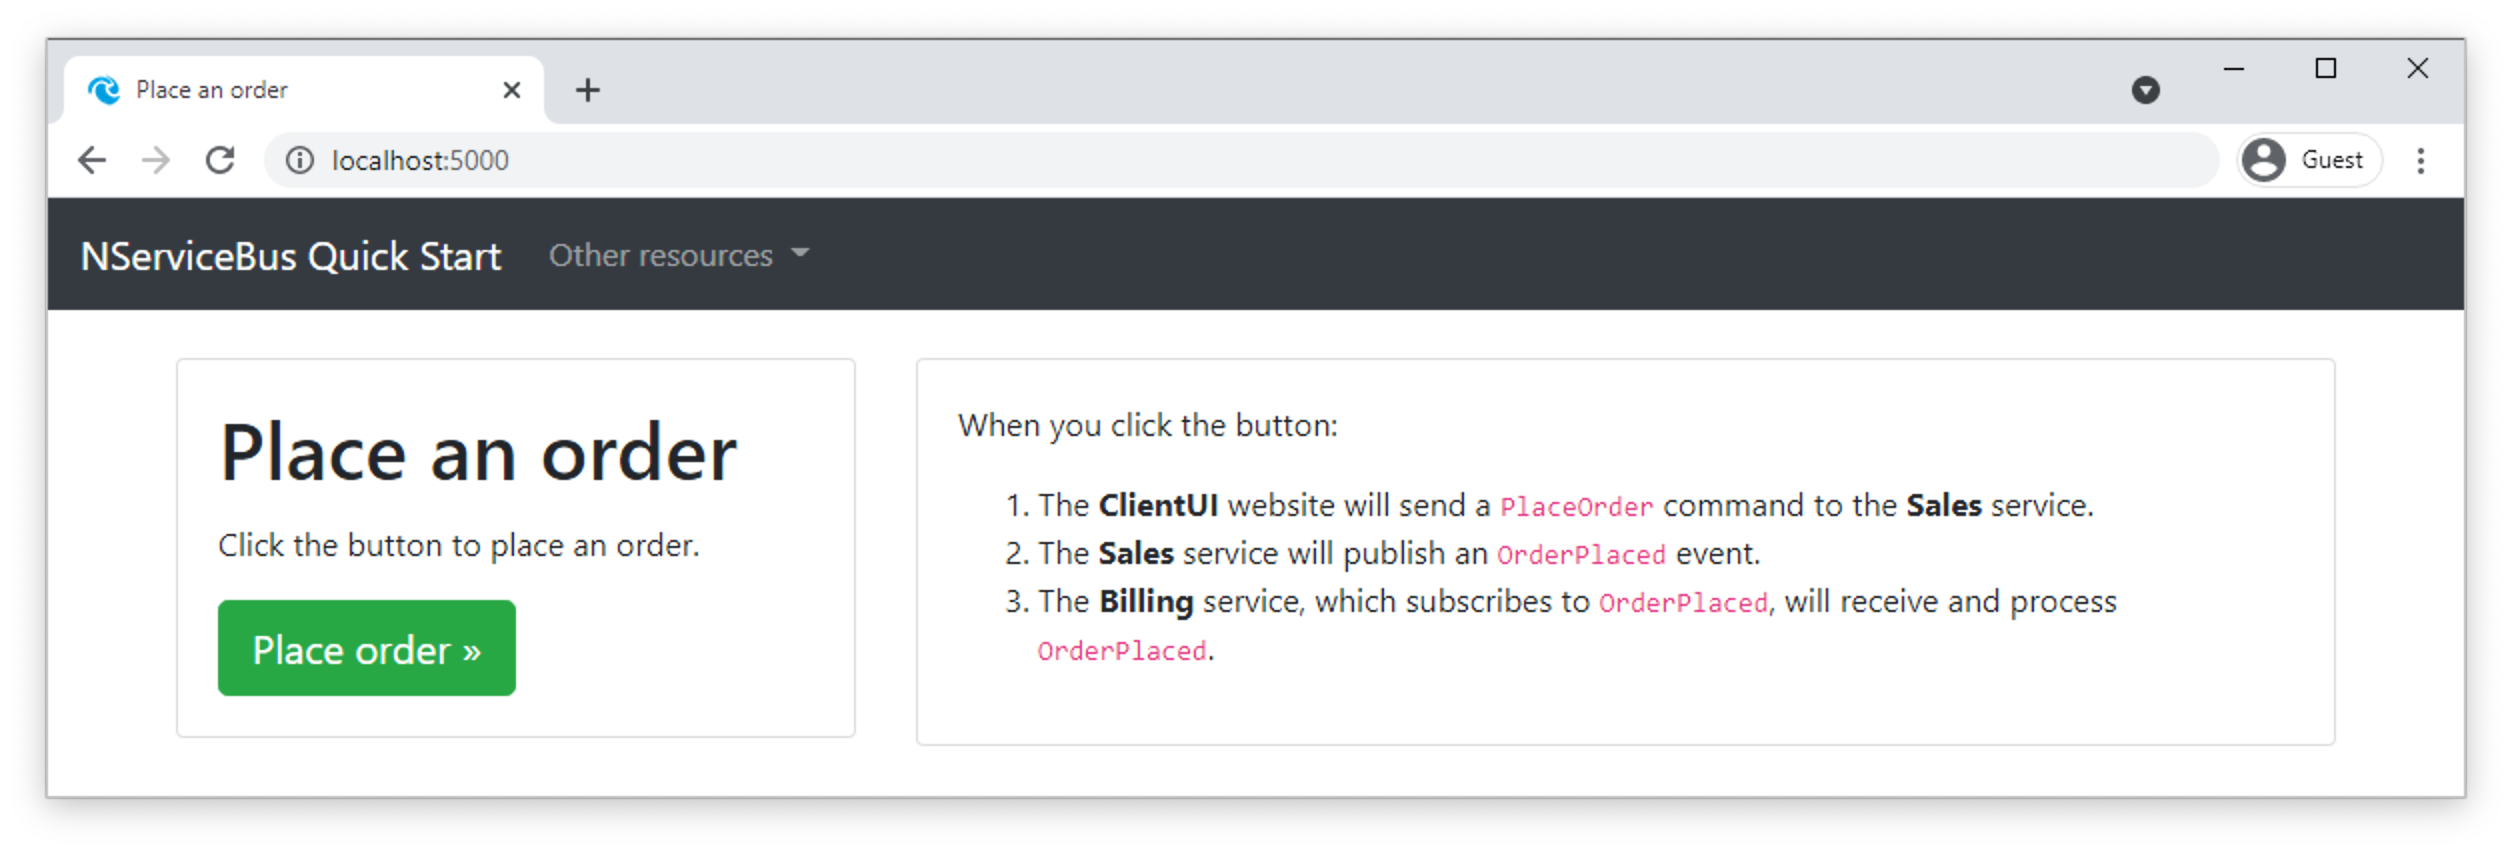 Place an order
localhost:5000
Guest
NServiceBus Quick Start
Other resources
Place an order
Click the button to place an order.
Place order »
When you click the button:
1. The ClientUI website will send a PlaceOrder command to the Sales service.
2. The Sales service will publish an OrderPlaced event.
3. The Billing service, which subscribes to OrderPlaced, will receive and process
OrderPlaced.